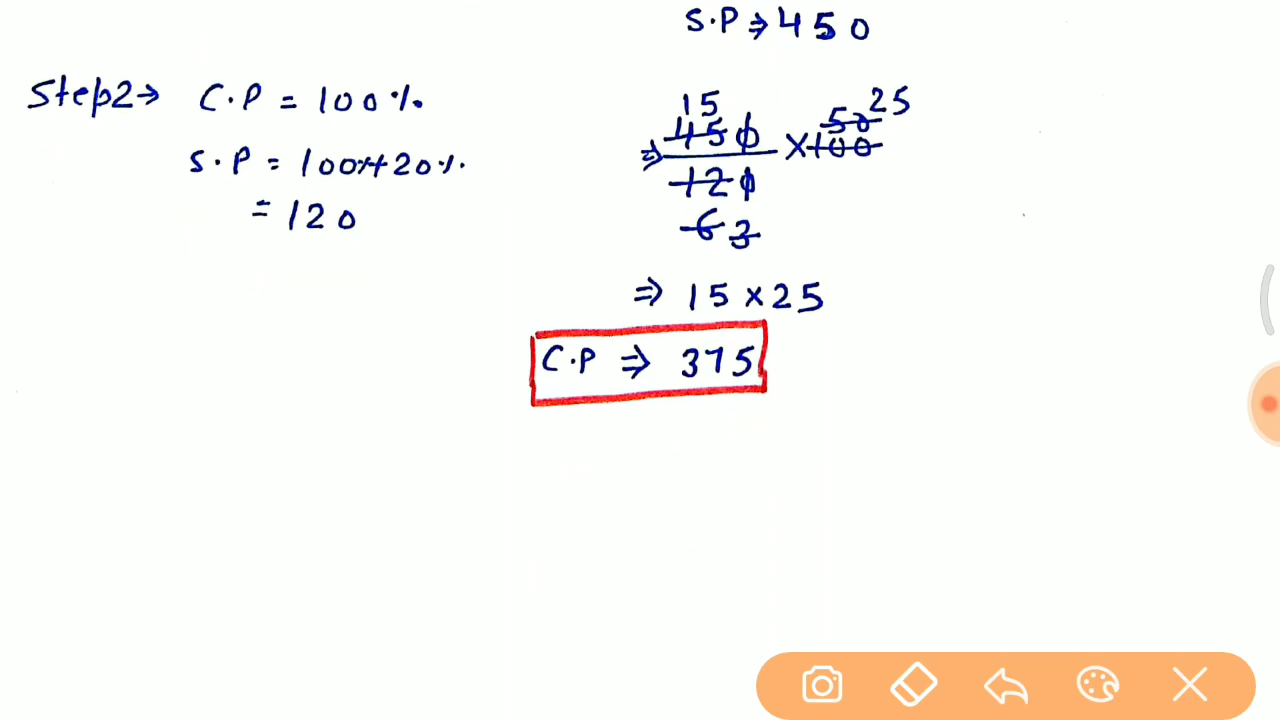 S.P ⇒ 450
Step2→ C.P = 100%
S.P = 100%+20%
= 120
15
50 25
⇒ 450 × 100
120
6 3
⇒ 15 × 25
C.P ⇒ 375